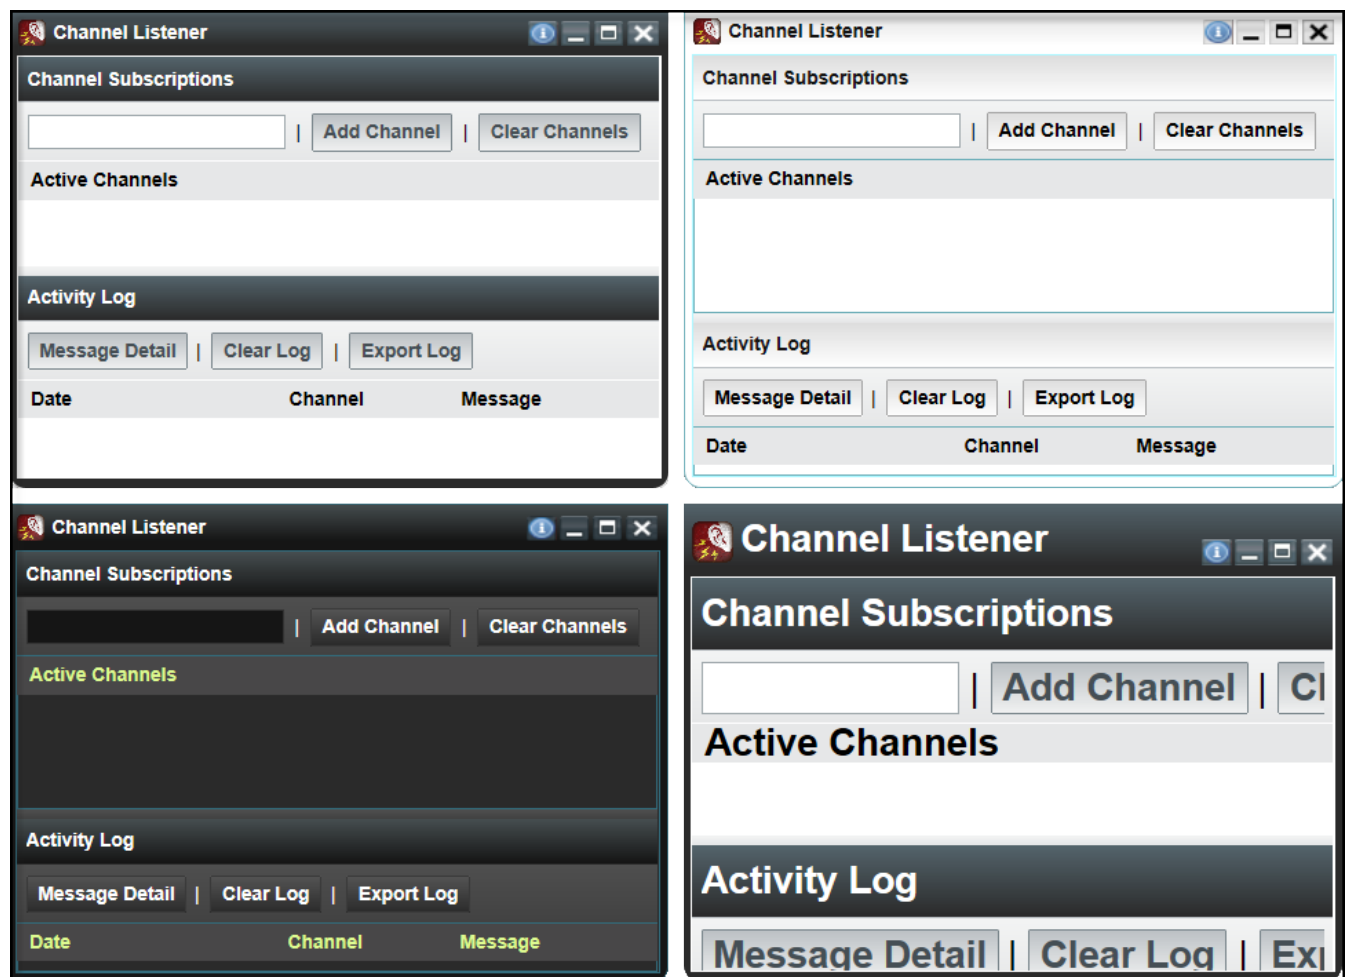 Channel Listener
Channel Subscriptions
| Add Channel | Clear Channels
Active Channels
Activity Log
Message Detail | Clear Log | Export Log
Date Channel Message
Channel Listener
Channel Subscriptions
| Add Channel | Clear Channels
Active Channels
Activity Log
Message Detail | Clear Log | Export Log
Date Channel Message
Channel Listener
Channel Subscriptions
| Add Channel | Clear Channels
Active Channels
Activity Log
Message Detail | Clear Log | Export Log
Date Channel Message
Channel Listener
Channel Subscriptions
| Add Channel | Cl
Active Channels
Activity Log
Message Detail | Clear Log | Exp